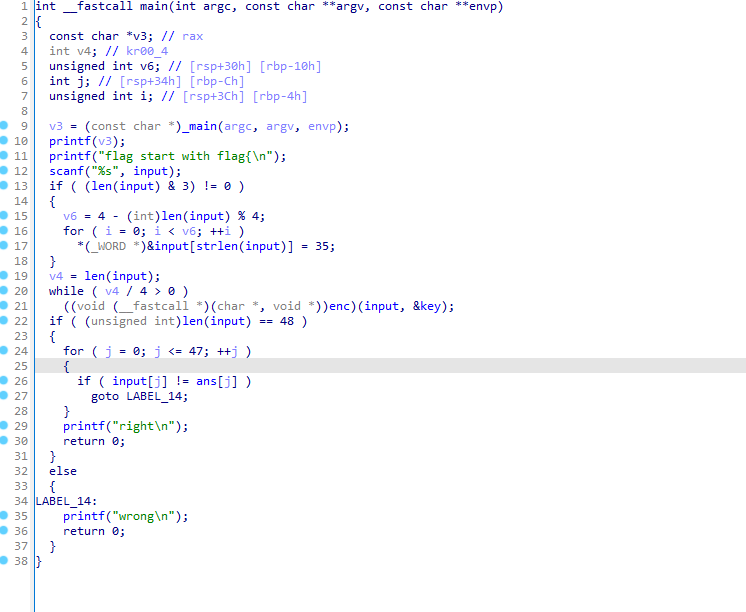 1 int __fastcall main(int argc, const char **argv, const char **envp)
2 {
3 const char *v3; // rax
4 int v4; // kr00_4
5 unsigned int v6; // [rsp+30h] [rbp-10h]
6 int j; // [rsp+34h] [rbp-Ch]
7 unsigned int i; // [rsp+3Ch] [rbp-4h]
8
9 v3 = (const char *)_main(argc, argv, envp);
10 printf(v3);
11 printf("flag start with flag{\n");
12 scanf("%s", input);
13 if ( (len(input) & 3) != 0 )
14 {
15 v6 = 4 - (int)len(input) % 4;
16 for ( i = 0; i < v6; ++i )
17 *(_WORD *)&input[strlen(input)] = 35;
18 }
19 v4 = len(input);
20 while ( v4 / 4 > 0 )
21 ((void (__fastcall *)(char *, void *))enc)(input, &key);
22 if ( (unsigned int)len(input) == 48 )
23 {
24 for ( j = 0; j <= 47; ++j )
25 {
26 if ( input[j] != ans[j] )
27 goto LABEL_14;
28 }
29 printf("right\n");
30 return 0;
31 }
32 else
33 {
34 LABEL_14:
35 printf("wrong\n");
36 return 0;
37 }
38 }